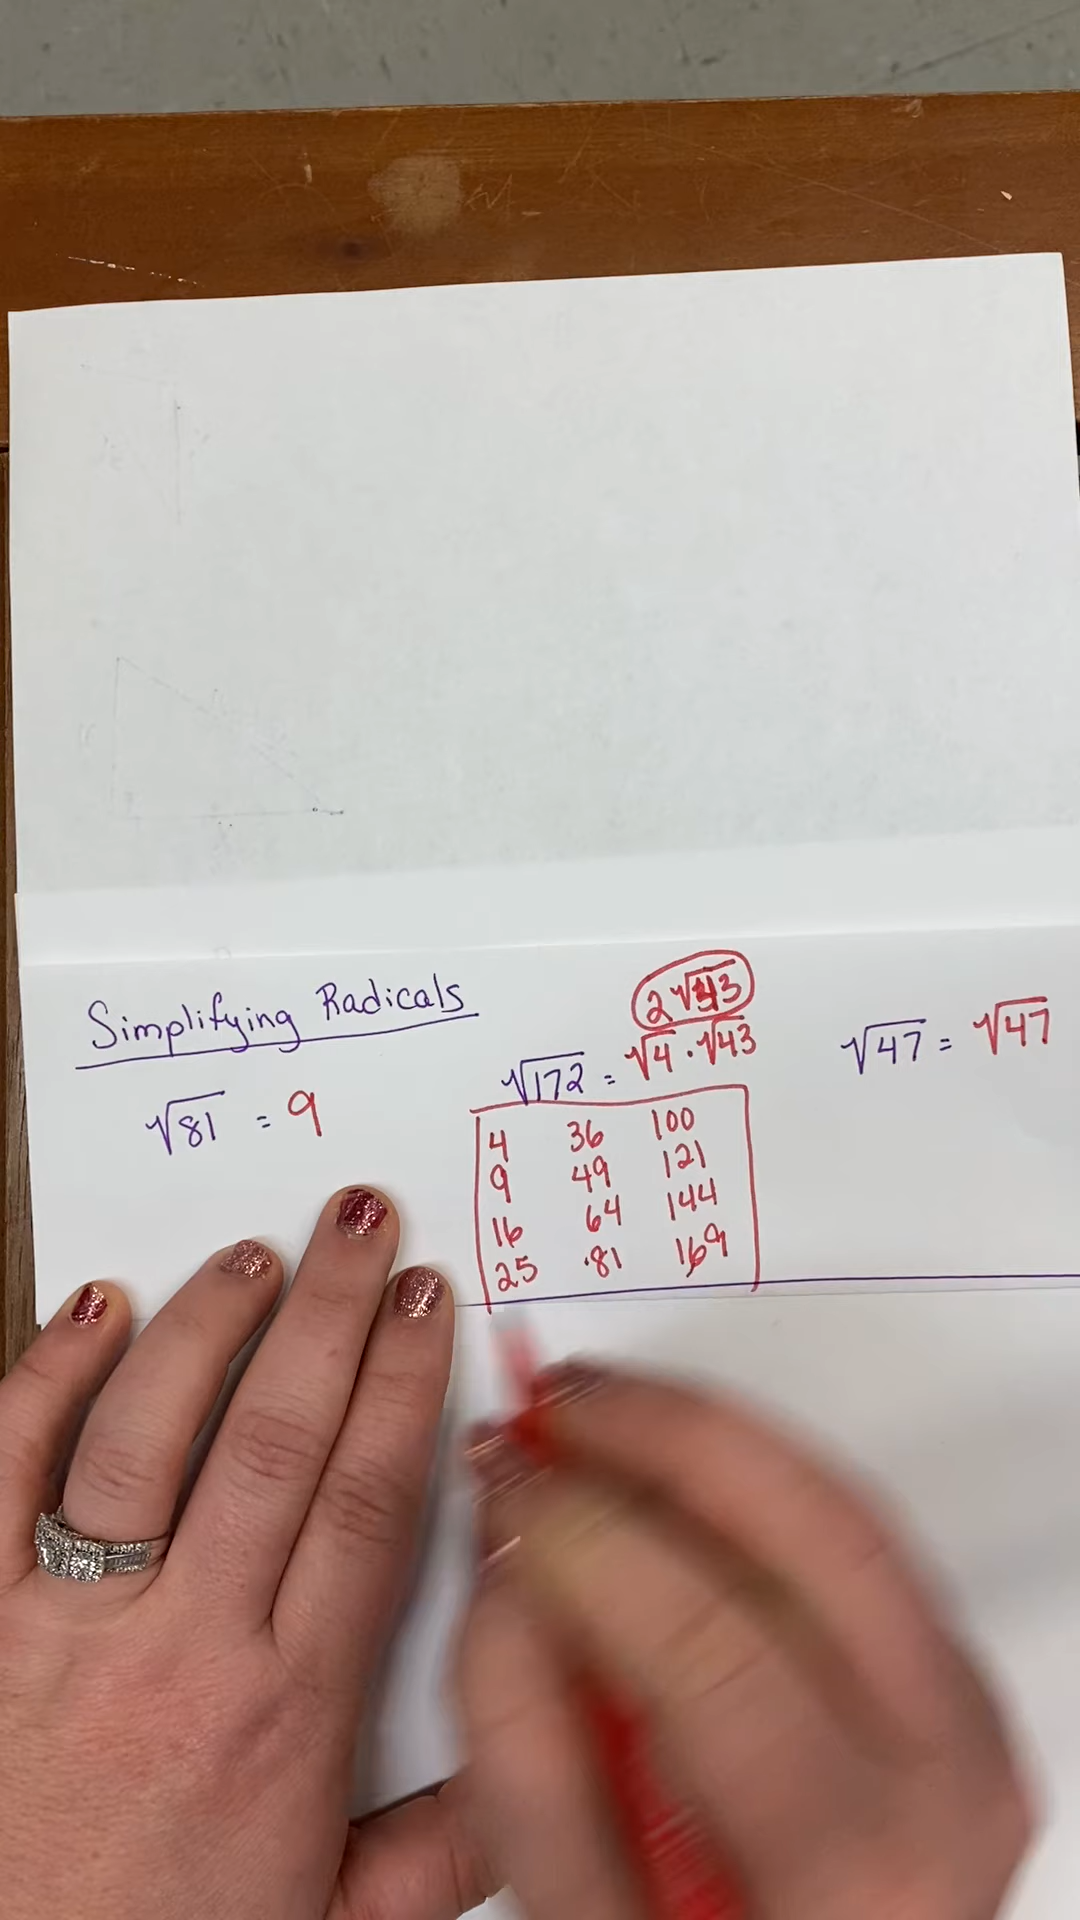 Simplifying Radicals
√81 = 9
2√43
√172 = √4 · √43
4 36 100
9 49 121
16 64 144
25 ·81 169
√47 = √47